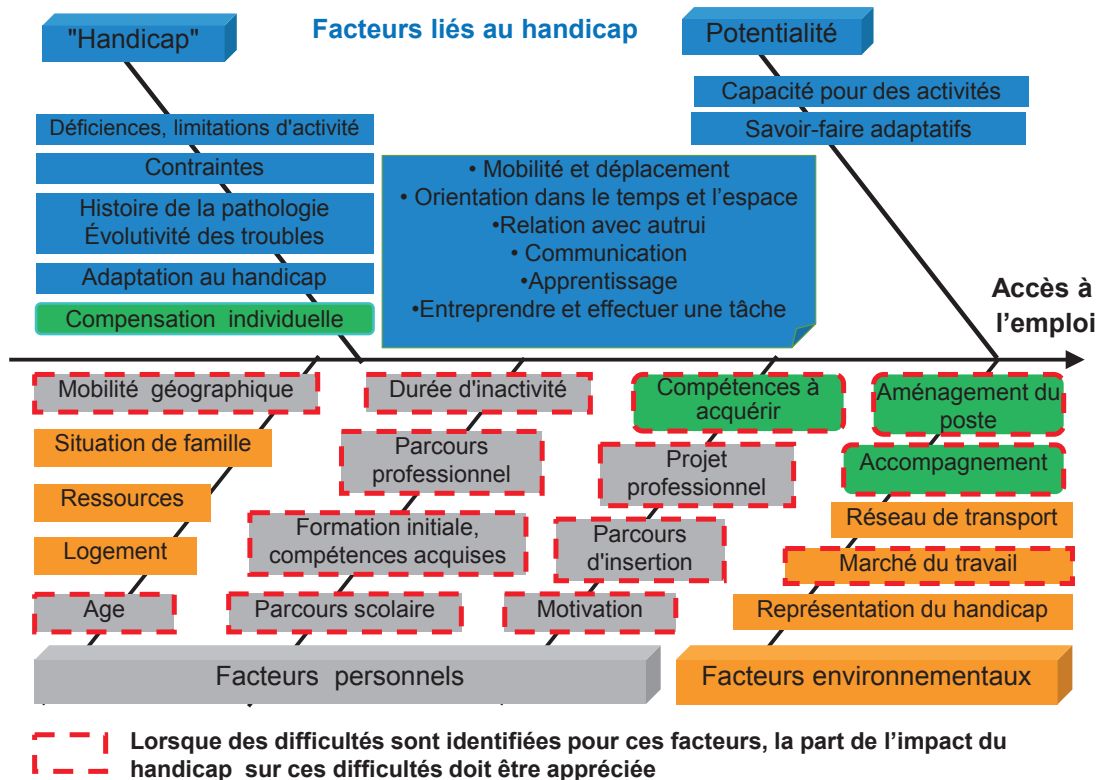 "Handicap"
Facteurs liés au handicap
Potentialité
Déficiences, limitations d'activité
Contraintes
Histoire de la pathologie
Évolutivité des troubles
Adaptation au handicap
Compensation individuelle
Capacité pour des activités
Savoir-faire adaptatifs
• Mobilité et déplacement
• Orientation dans le temps et l’espace
•Relation avec autrui
• Communication
•Apprentissage
•Entreprendre et effectuer une tâche
Accès à
l’emploi
Mobilité géographique
Situation de famille
Ressources
Logement
Age
Durée d'inactivité
Parcours
professionnel
Formation initiale,
compétences acquises
Parcours scolaire
Compétences à
acquérir
Projet
professionnel
Parcours
d'insertion
Motivation
Aménagement du
poste
Accompagnement
Réseau de transport
Marché du travail
Représentation du handicap
Facteurs personnels
Facteurs environnementaux
Lorsque des difficultés sont identifiées pour ces facteurs, la part de l’impact du
handicap sur ces difficultés doit être appréciée